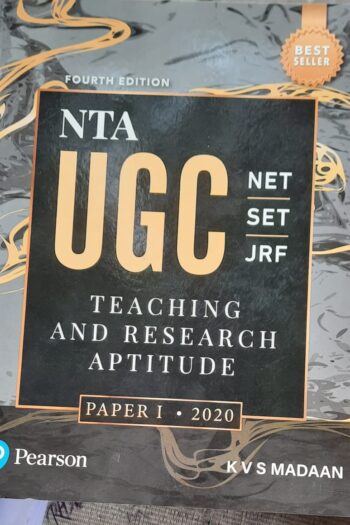 BEST
SELLER
FOURTH EDITION
NTA
UGC
NET
SET
JRF
TEACHING
AND RESEARCH
APTITUDE
PAPER I • 2020
Pearson
K V S MADAAN